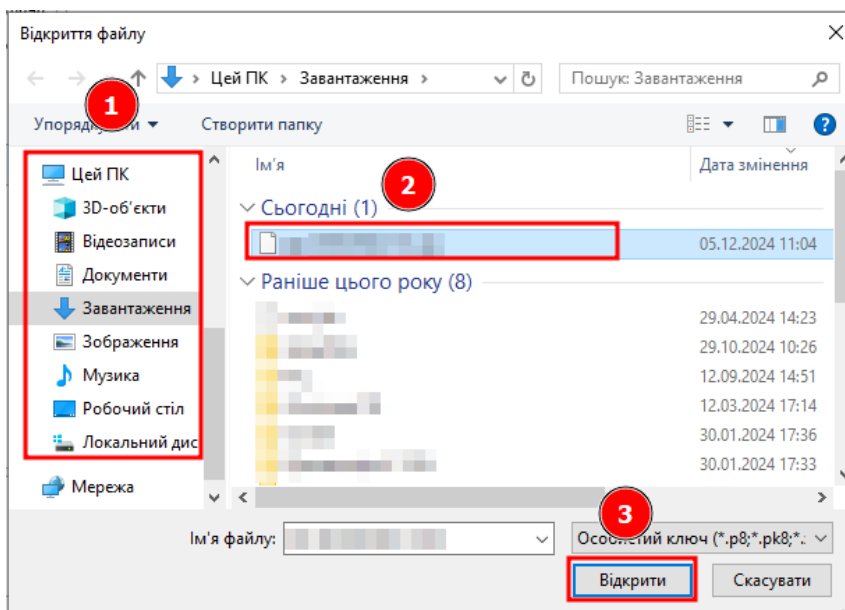 Відкриття файлу
Цей ПК › Завантаження ›
Пошук: Завантаження
1
Створити папку
Цей ПК
3D-об'єкти
Відеозаписи
Документи
Завантаження
Зображення
Музика
Робочий стіл
Локальний дис
Мережа
Ім'я
Дата змінення
2
Сьогодні (1)
05.12.2024 11:04
Раніше цього року (8)
29.04.2024 14:23
29.10.2024 10:26
12.09.2024 14:51
12.03.2024 17:14
30.01.2024 17:36
30.01.2024 17:33
3
Ім'я файлу:
Особистий ключ (*.p8;*.pk8;*.:
Відкрити
Скасувати